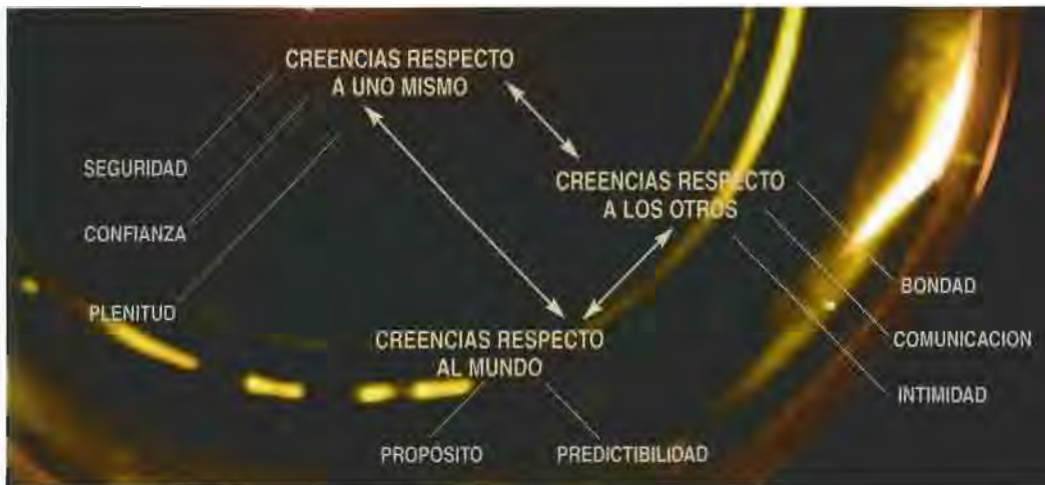 CREENCIAS RESPECTO
A UNO MISMO
SEGURIDAD
CREENCIAS RESPECTO
A LOS OTROS
CONFIANZA
BONDAD
PLENITUD
CREENCIAS RESPECTO
AL MUNDO
COMUNICACION
INTIMIDAD
PROPOSITO
PREDICTIBILIDAD